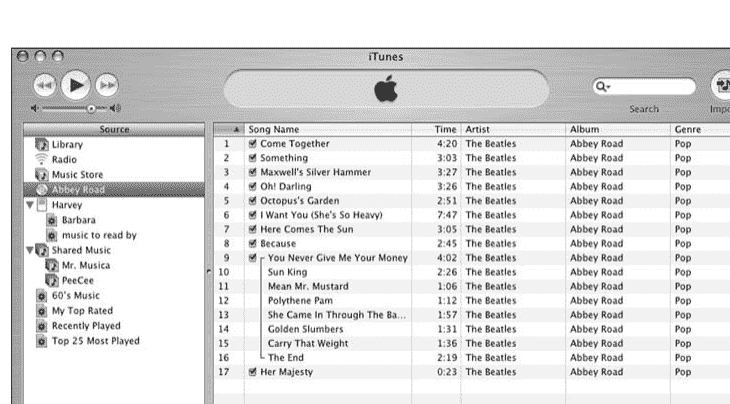 iTunes
Search
Impo
Source
Library
Radio
Music Store
Abbey Road
Harvey
Barbara
music to read by
Shared Music
Mr. Musica
PeeCee
60's Music
My Top Rated
Recently Played
Top 25 Most Played
Song Name Time Artist Album Genre
1 Come Together 4:20 The Beatles Abbey Road Pop
2 Something 3:03 The Beatles Abbey Road Pop
3 Maxwell's Silver Hammer 3:27 The Beatles Abbey Road Pop
4 Oh! Darling 3:26 The Beatles Abbey Road Pop
5 Octopus's Garden 2:51 The Beatles Abbey Road Pop
6 I Want You (She's So Heavy) 7:47 The Beatles Abbey Road Pop
7 Here Comes The Sun 3:05 The Beatles Abbey Road Pop
8 Because 2:45 The Beatles Abbey Road Pop
9 You Never Give Me Your Money 4:02 The Beatles Abbey Road Pop
10 Sun King 2:26 The Beatles Abbey Road Pop
11 Mean Mr. Mustard 1:06 The Beatles Abbey Road Pop
12 Polythene Pam 1:12 The Beatles Abbey Road Pop
13 She Came In Through The Ba... 1:57 The Beatles Abbey Road Pop
14 Golden Slumbers 1:31 The Beatles Abbey Road Pop
15 Carry That Weight 1:36 The Beatles Abbey Road Pop
16 The End 2:19 The Beatles Abbey Road Pop
17 Her Majesty 0:23 The Beatles Abbey Road Pop